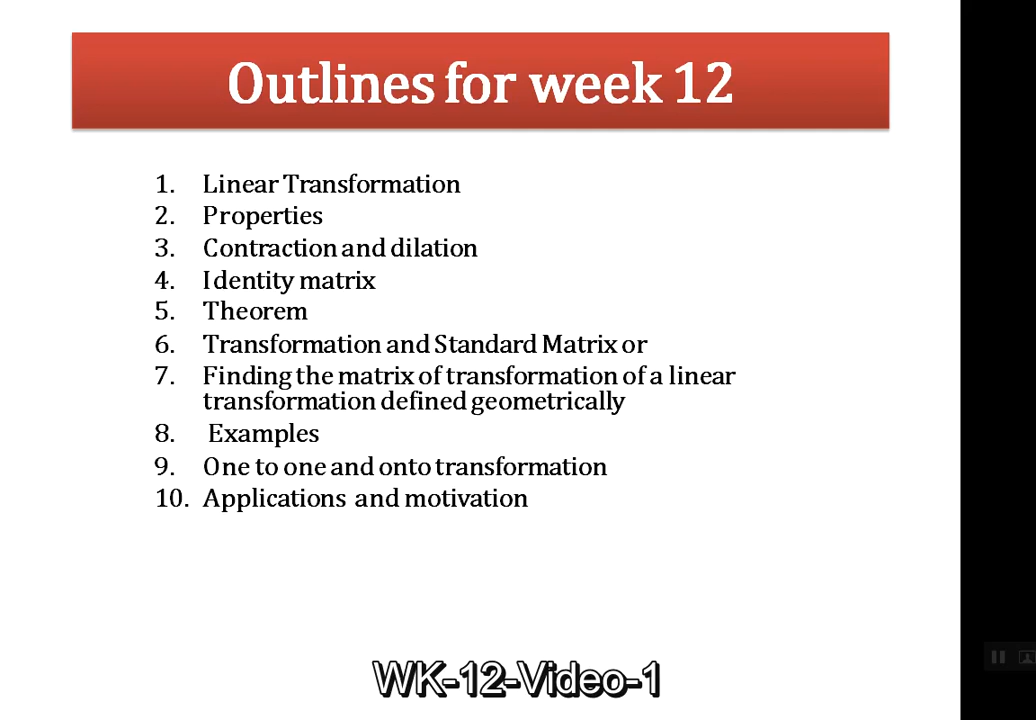 Outlines for week 12
1. Linear Transformation
2. Properties
3. Contraction and dilation
4. Identity matrix
5. Theorem
6. Transformation and Standard Matrix or
7. Finding the matrix of transformation of a linear
transformation defined geometrically
8. Examples
9. One to one and onto transformation
10. Applications and motivation
WK-12-Video-1